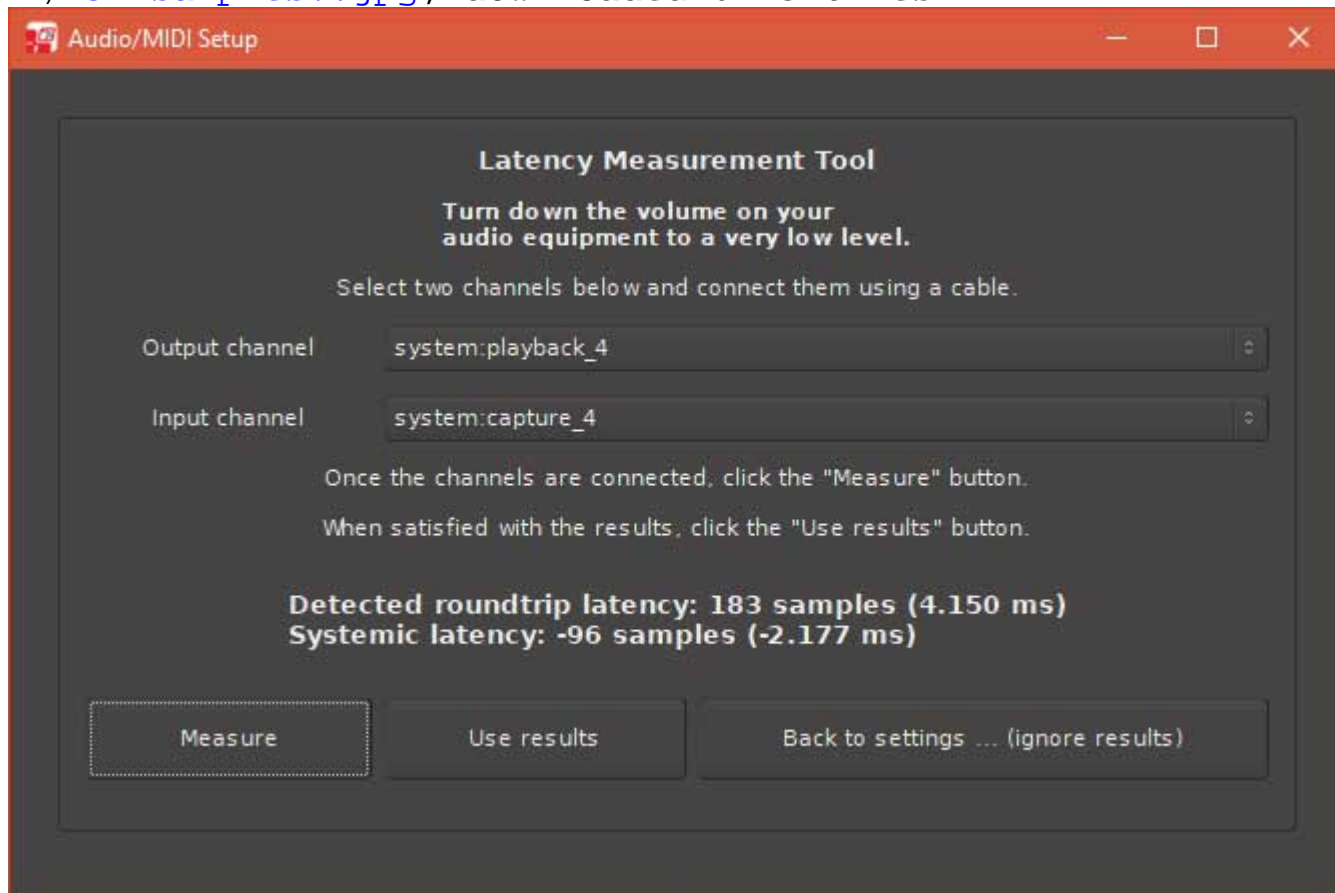 Audio/MIDI Setup
Latency Measurement Tool
Turn down the volume on your
audio equipment to a very low level.
Select two channels below and connect them using a cable.
Output channel system:playback_4
Input channel system:capture_4
Once the channels are connected, click the "Measure" button.
When satisfied with the results, click the "Use results" button.
Detected roundtrip latency: 183 samples (4.150 ms)
Systemic latency: -96 samples (-2.177 ms)
Measure Use results Back to settings ... (ignore results)